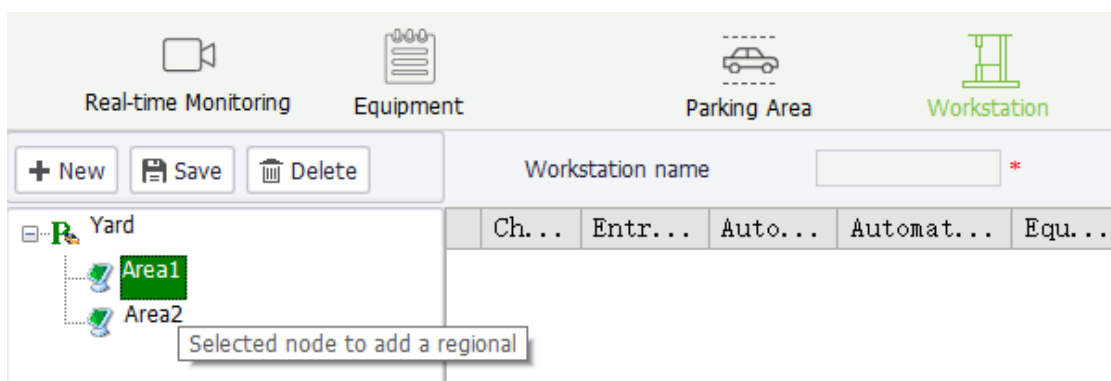 Real-time Monitoring Equipment Parking Area Workstation
New Save Delete Workstation name *
Yard Ch... Entr... Auto... Automat... Equ...
Area1
Area2
Selected node to add a regional